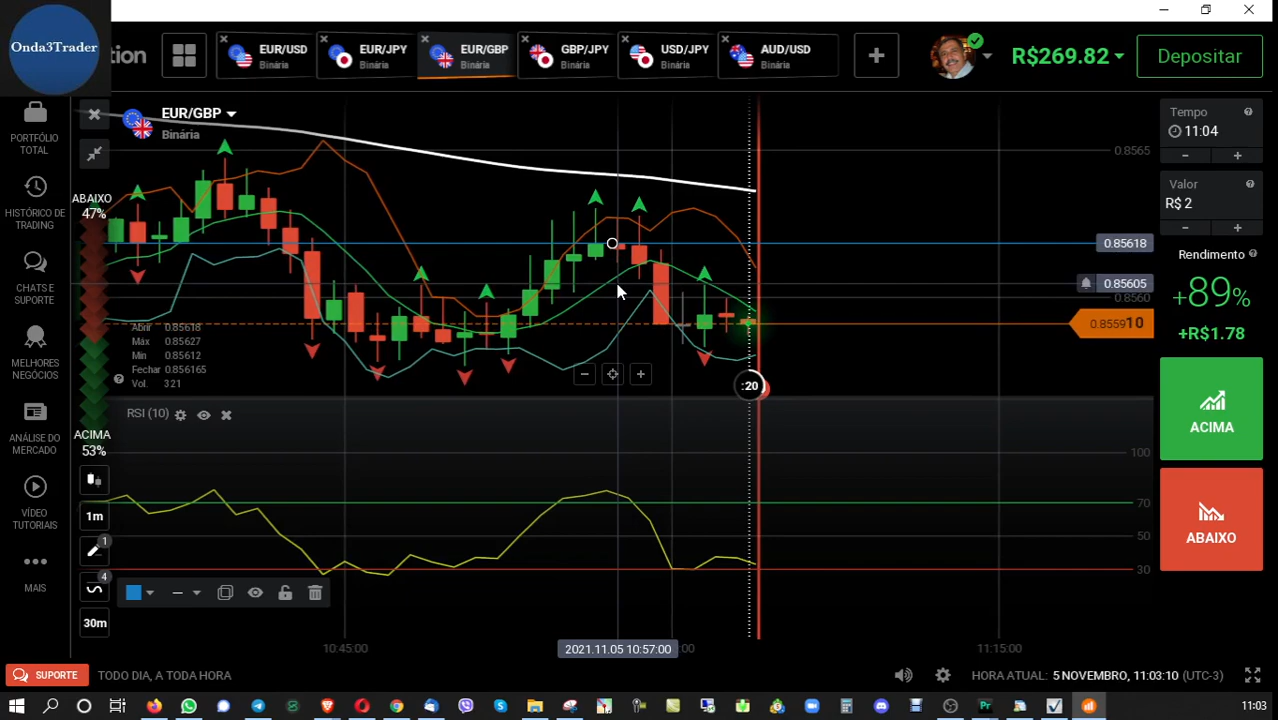 Onda3Trader
tion
EUR/USD
Binária
EUR/JPY
Binária
EUR/GBP
Binária
GBP/JPY
Binária
USD/JPY
Binária
AUD/USD
Binária
R$269.82
Depositar
PORTFÓLIO
TOTAL
HISTÓRICO DE
TRADING
CHATS E
SUPORTE
MELHORES
NEGÓCIOS
ANÁLISE DO
MERCADO
VÍDEO
TUTORIAIS
MAIS
EUR/GBP
Binária
ABAIXO
47%
ACIMA
53%
Abrir 0.85618
Máx 0.85627
Mín 0.85612
Fechar 0.856165
Vol. 321
RSI (10)
1m
1
4
30m
:20
0.8565
0.85618
0.85605
0.8560
0.855910
100
70
50
30
10:45:00
2021.11.05 10:57:00
:00
11:15:00
Tempo
11:04
- +
Valor
R$ 2
- +
Rendimento
+89%
+R$1.78
ACIMA
ABAIXO
SUPORTE
TODO DIA, A TODA HORA
HORA ATUAL: 5 NOVEMBRO, 11:03:10 (UTC-3)
11:03